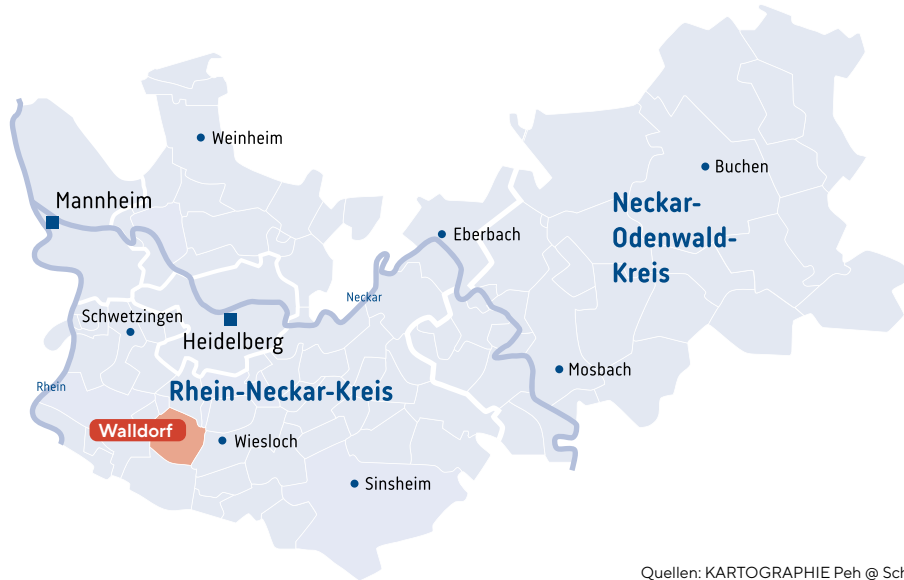 Weinheim
Buchen
Mannheim
Neckar-
Odenwald-
Kreis
Eberbach
Neckar
Schwetzingen
Heidelberg
Mosbach
Rhein
Rhein-Neckar-Kreis
Walldorf
Wiesloch
Sinsheim
Quellen: KARTOGRAPHIE Peh @ Sch